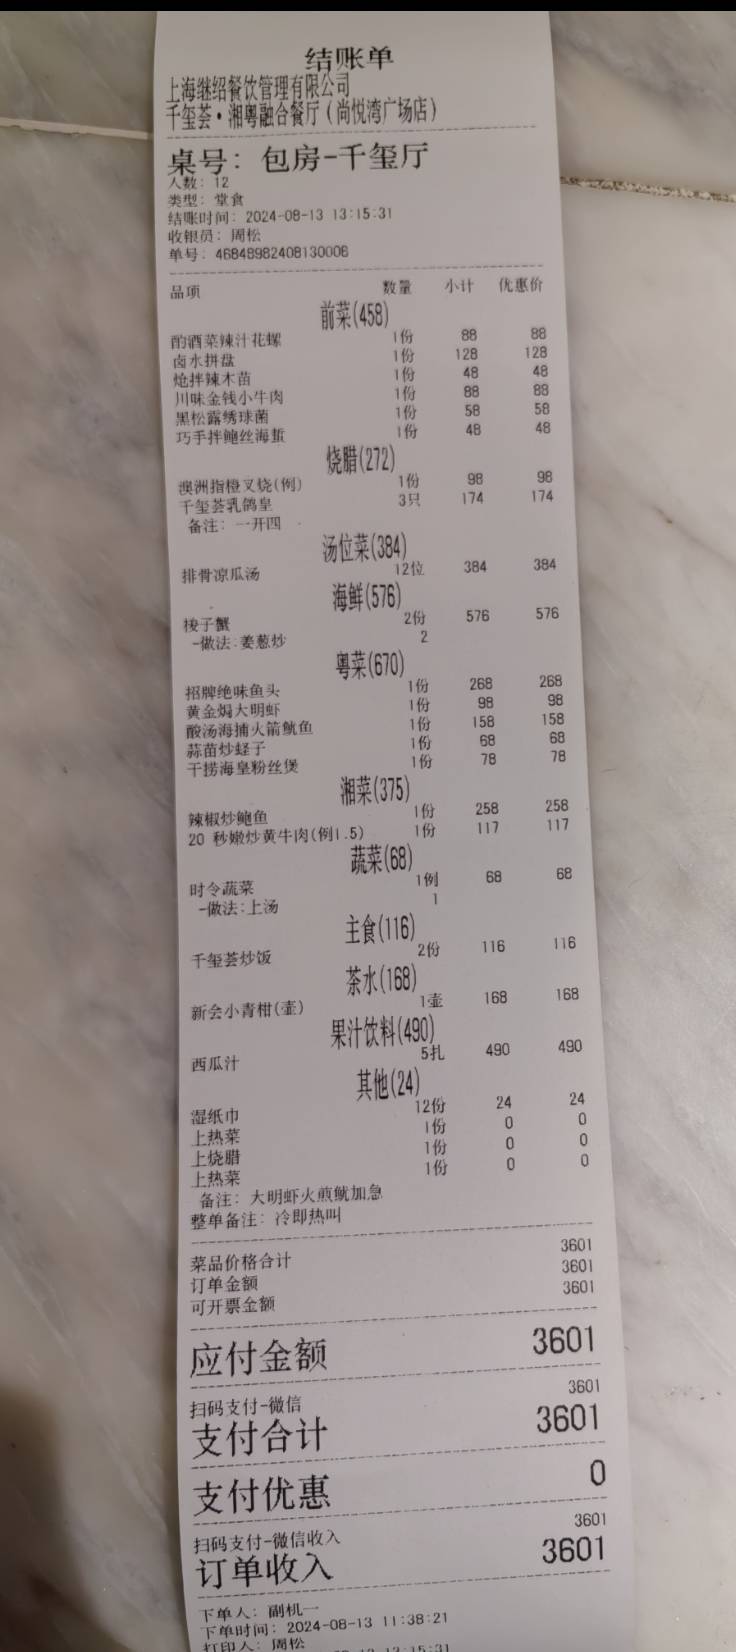 结账单
上海继绍餐饮管理有限公司
千玺荟·湘粤融合餐厅(尚悦湾广场店)
桌号: 包房-千玺厅
人数: 12
类型: 堂食
结账时间: 2024-08-13 13:15:31
收银员: 周松
单号: 46848982408130006
品项 数量 小计 优惠价
前菜(458)
酌酒菜辣汁花螺 1份 88 88
卤水拼盘 1份 128 128
炝拌辣木苗 1份 48 48
川味金钱小牛肉 1份 88 88
黑松露绣球菌 1份 58 58
巧手拌鲍丝海蜇 1份 48 48
烧腊(272)
澳洲指橙叉烧(例) 1份 98 98
千玺荟乳鸽皇 3只 174 174
备注: 一开四
汤位菜(384)
排骨凉瓜汤 12位 384 384
海鲜(576)
梭子蟹 2份 576 576
-做法:姜葱炒 2
粤菜(670)
招牌绝味鱼头 1份 268 268
黄金焗大明虾 1份 98 98
酸汤海捕火箭鱿鱼 1份 158 158
蒜苗炒蛏子 1份 68 68
干捞海皇粉丝煲 1份 78 78
湘菜(375)
辣椒炒鲍鱼 1份 258 258
20 秒嫩炒黄牛肉(例1.5) 1份 117 117
蔬菜(68)
时令蔬菜 1例 68 68
-做法:上汤 1
主食(116)
千玺荟炒饭 2份 116 116
茶水(168)
新会小青柑(壶) 1壶 168 168
果汁饮料(490)
西瓜汁 5扎 490 490
其他(24)
湿纸巾 12份 24 24
上热菜 1份 0 0
上烧腊 1份 0 0
上热菜 1份 0 0
备注: 大明虾火煎鱿加急
整单备注: 冷即热叫
菜品价格合计 3601
订单金额 3601
可开票金额 3601
应付金额 3601
扫码支付-微信 3601
支付合计 3601
支付优惠 0
扫码支付-微信收入 3601
订单收入 3601
下单人: 副机一
下单时间: 2024-08-13 11:38:21
打印人: 周松